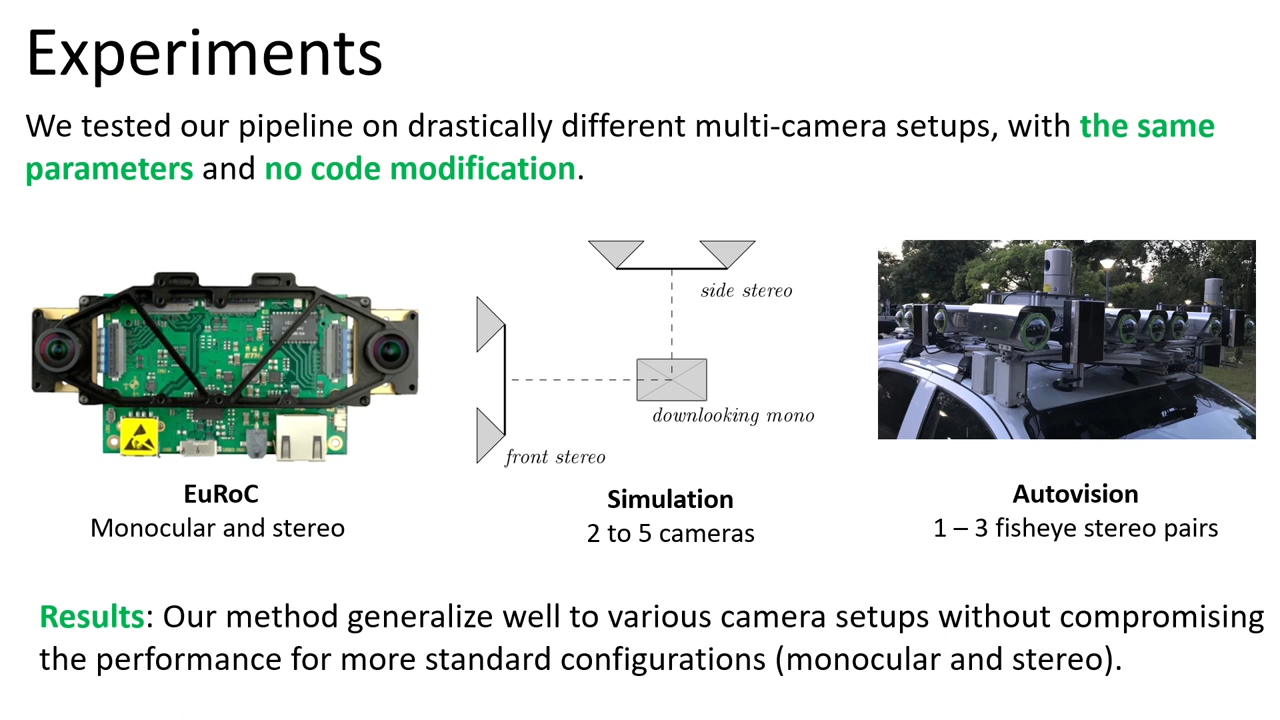 Experiments
We tested our pipeline on drastically different multi-camera setups, with the same
parameters and no code modification.
side stereo
downlooking mono
front stereo
EuRoC
Monocular and stereo
Simulation
2 to 5 cameras
Autovision
1 – 3 fisheye stereo pairs
Results: Our method generalize well to various camera setups without compromising
the performance for more standard configurations (monocular and stereo).